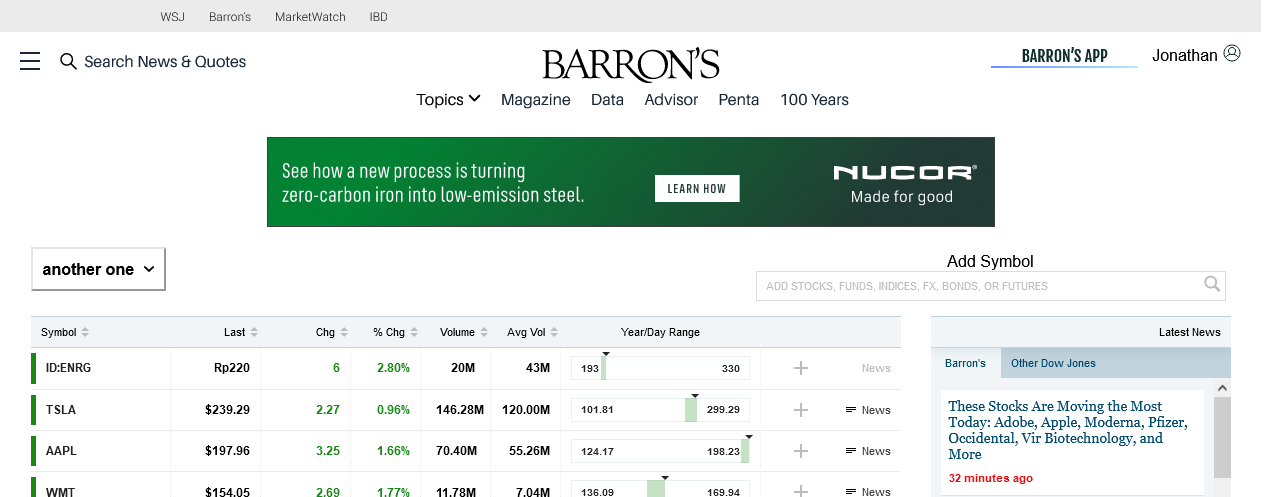 WSJ Barron's MarketWatch IBD
Search News & Quotes
BARRON'S
BARRON'S APP
Jonathan
Topics Magazine Data Advisor Penta 100 Years
See how a new process is turning
zero-carbon iron into low-emission steel.
LEARN HOW
NUCOR®
Made for good
another one
Add Symbol
ADD STOCKS, FUNDS, INDICES, FX, BONDS, OR FUTURES
Symbol Last Chg % Chg Volume Avg Vol Year/Day Range
ID:ENRG Rp220 6 2.80% 20M 43M 193 330 News
TSLA $239.29 2.27 0.96% 146.28M 120.00M 101.81 299.29 News
AAPL $197.96 3.25 1.66% 70.40M 55.26M 124.17 198.23 News
WMT $154.05 2.69 1.77% 11.78M 7.04M 136.09 169.94 News
Latest News
Barron's Other Dow Jones
These Stocks Are Moving the Most
Today: Adobe, Apple, Moderna, Pfizer,
Occidental, Vir Biotechnology, and
More
32 minutes ago